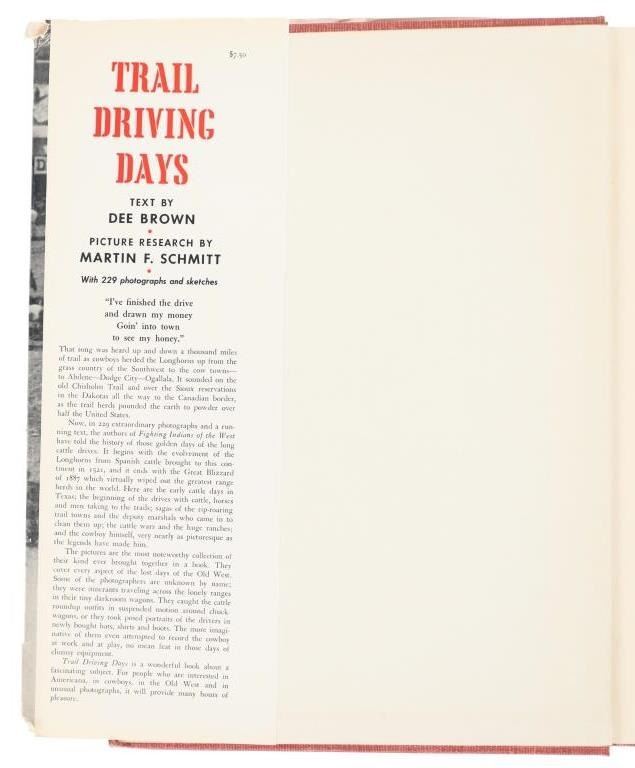 $7.50
TRAIL
DRIVING
DAYS
TEXT BY
DEE BROWN
•
PICTURE RESEARCH BY
MARTIN F. SCHMITT
•
With 229 photographs and sketches
“I've finished the drive
and drawn my money
Goin' into town
to see my honey.”
That song was heard up and down a thousand miles
of trail as cowboys herded the Longhorns up from the
grass country of the Southwest to the cow towns—
to Abilene—Dodge City—Ogallala. It sounded on the
old Chisholm Trail and over the Sioux reservations
in the Dakotas all the way to the Canadian border,
as the trail herds pounded the earth to powder over
half the United States.
Now, in 229 extraordinary photographs and a run-
ning text, the authors of Fighting Indians of the West
have told the history of those golden days of the long
cattle drives. It begins with the evolvement of the
Longhorns from Spanish cattle brought to this con-
tinent in 1521, and it ends with the Great Blizzard
of 1887 which virtually wiped out the greatest range
herds in the world. Here are the early cattle days in
Texas; the beginning of the drives with cattle, horses
and men taking to the trails; sagas of the rip-roaring
trail towns and the deputy marshals who came in to
clean them up; the cattle wars and the huge ranches;
and the cowboy himself, very nearly as picturesque as
the legends have made him.
The pictures are the most noteworthy collection of
their kind ever brought together in a book. They
cover every aspect of the lost days of the Old West.
Some of the photographers are unknown by name;
they were itinerants traveling across the lonely ranges
in their tiny darkroom wagons. They caught the cattle
roundup outfits in suspended motion around chuck-
wagons, or they took posed portraits of the drivers in
newly bought hats, shirts and boots. The more imagi-
native of them even attempted to record the cowboy
at work and at play, no mean feat in those days of
clumsy equipment.
Trail Driving Days is a wonderful book about a
fascinating subject. For people who are interested in
Americana, in cowboys, in the Old West and in
unusual photographs, it will provide many hours of
pleasure.